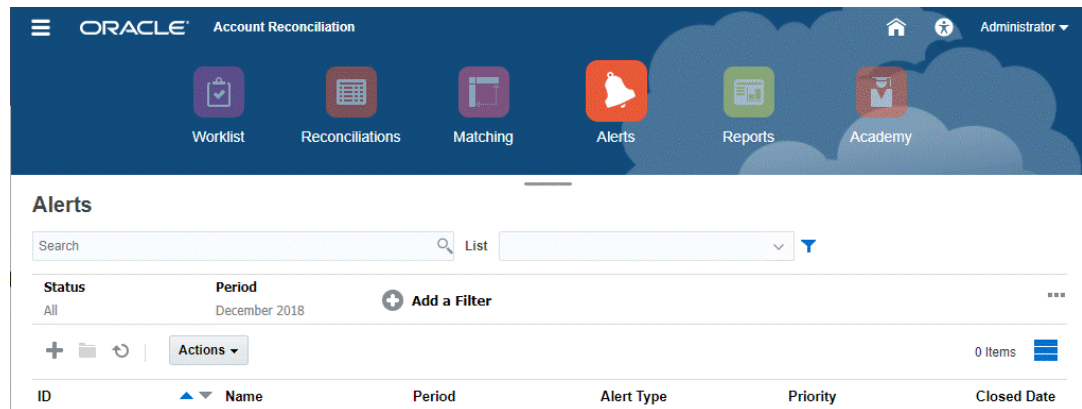 ORACLE Account Reconciliation Administrator
Worklist Reconciliations Matching Alerts Reports Academy
Alerts
Search List
Status Period
Add a Filter
All December 2018
Actions 0 Items
ID Name Period Alert Type Priority Closed Date